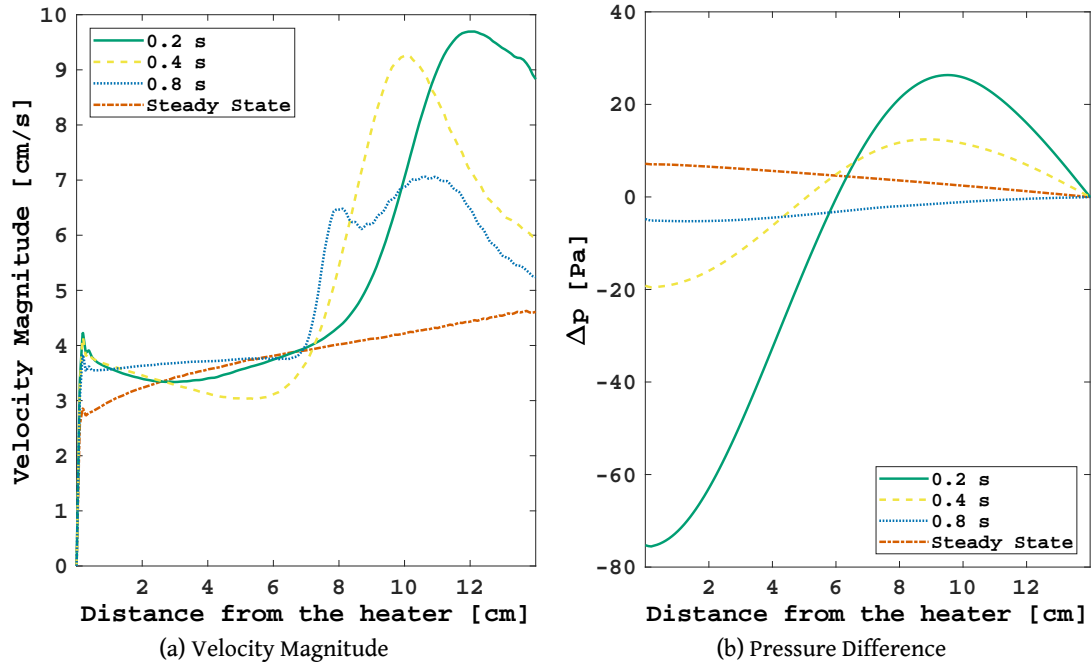 Velocity Magnitude [cm/s]
10
9
8
7
6
5
4
3
2
1
0
0.2 s
0.4 s
0.8 s
Steady State
2 4 6 8 10 12
Distance from the heater [cm]
(a) Velocity Magnitude
Δp [Pa]
40
20
0
-20
-40
-60
-80
0.2 s
0.4 s
0.8 s
Steady State
2 4 6 8 10 12
Distance from the heater [cm]
(b) Pressure Difference